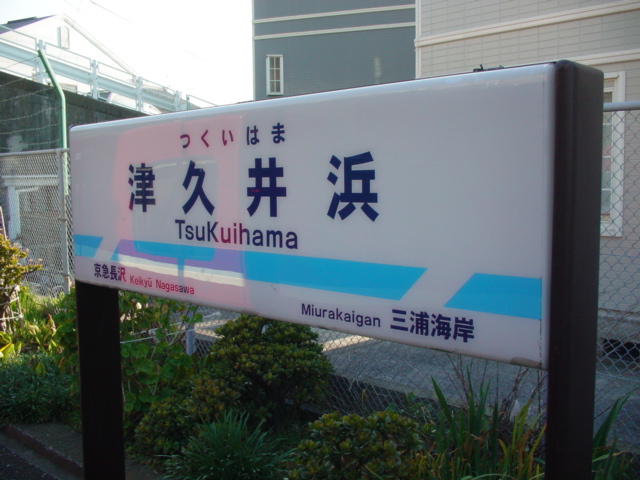 つくいはま
津久井浜
TsuKuihama
京急長沢 Keikyū Nagasawa
Miurakaigan 三浦海岸